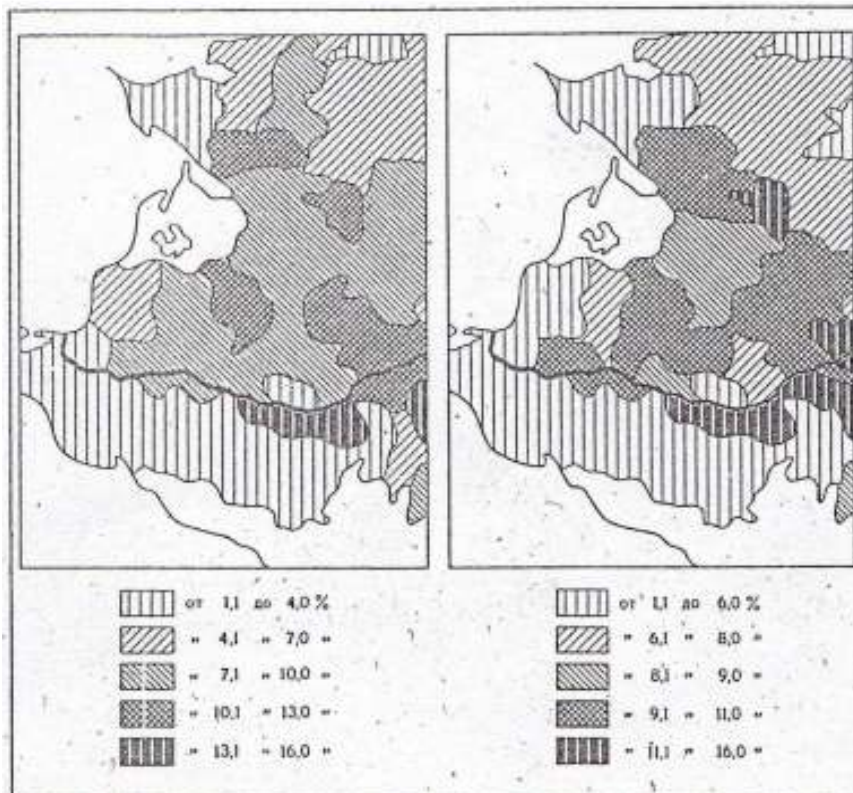 от 1,1 до 4,0 %
„ 4,1 „ 7,0 „
„ 7,1 „ 10,0 „
„ 10,1 „ 13,0 „
„ 13,1 „ 16,0 „
от 1,1 до 6,0 %
„ 6,1 „ 8,0 „
„ 8,1 „ 9,0 „
„ 9,1 „ 11,0 „
„ 11,1 „ 16,0 „